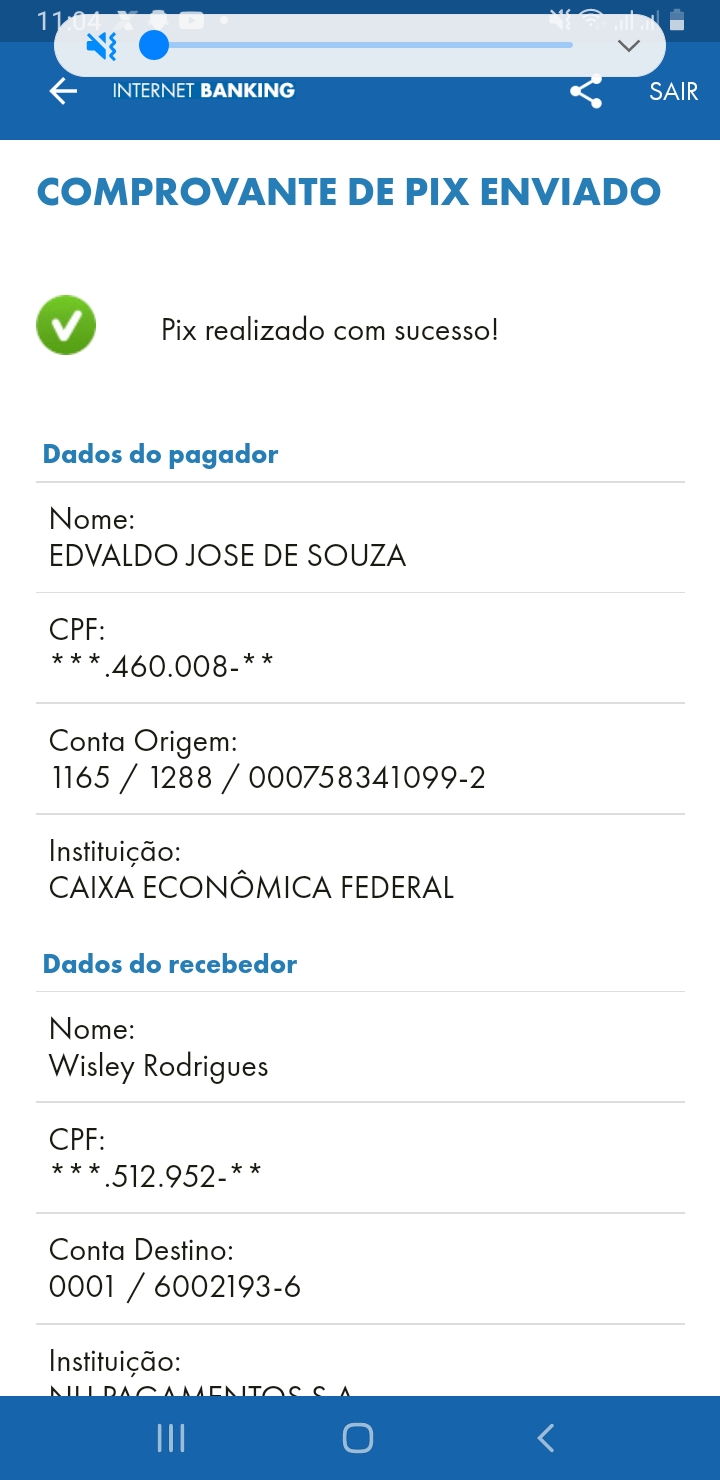 11:04
INTERNET BANKING
SAIR
COMPROVANTE DE PIX ENVIADO
Pix realizado com sucesso!
Dados do pagador
Nome:
EDVALDO JOSE DE SOUZA
CPF:
***.460.008-**
Conta Origem:
1165 / 1288 / 000758341099-2
Instituição:
CAIXA ECONÔMICA FEDERAL
Dados do recebedor
Nome:
Wisley Rodrigues
CPF:
***.512.952-**
Conta Destino:
0001 / 6002193-6
Instituição:
NU PAGAMENTOS S.A